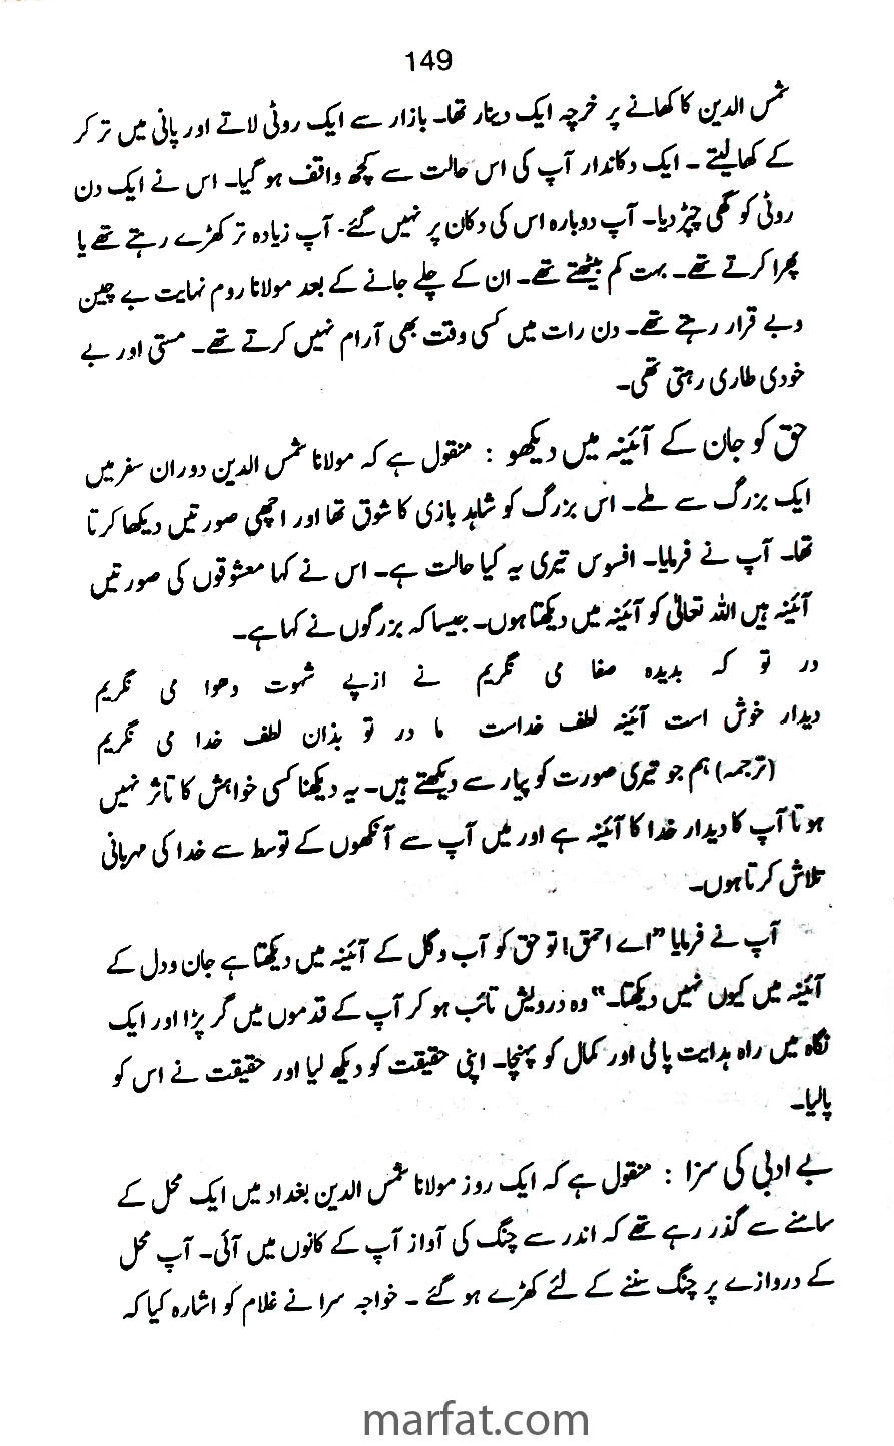 149
شمس الدین کا کھانے پر خرچہ ایک دینار تھا۔ بازار سے ایک روٹی لاتے اور پانی میں تر کر
کے کھا لیتے ۔ ایک دکاندار آپ کی اس حالت سے کچھ واقف ہو گیا۔ اس نے ایک دن
روٹی کو گھی چپڑ دیا۔ آپ دوبارہ اس کی دکان پر نہیں گئے۔ آپ زیادہ تر کھڑے رہتے تھے یا
پھرا کرتے تھے۔ بہت کم بیٹھتے تھے۔ ان کے چلے جانے کے بعد مولانا روم نہایت بے چین
وبے قرار رہتے تھے۔ دن رات میں کسی وقت بھی آرام نہیں کرتے تھے۔ مستی اور بے
خودی طاری رہتی تھی۔
حق کو جان کے آئینہ میں دیکھو : منقول ہے کہ مولانا شمس الدین دوران سفر میں
ایک بزرگ سے ملے۔ اس بزرگ کو شاہد بازی کا شوق تھا اور اچھی صورتیں دیکھا کرتا
تھا۔ آپ نے فرمایا۔ افسوس تیری یہ کیا حالت ہے۔ اس نے کہا معشوقوں کی صورتیں
آئینہ ہیں اللہ تعالیٰ کو آئینہ میں دیکھتا ہوں۔ جیسا کہ بزرگوں نے کہا ہے۔
در تو کہ بدیدہ صفا می نگریم نے ازپے شہوت وہوا می نگریم
دیدار خوش است آئینہ لطف خداست ما در تو بذان لطف خدا می نگریم
(ترجمہ) ہم جو تیری صورت کو پیار سے دیکھتے ہیں۔ یہ دیکھنا کسی خواہش کا تاثر نہیں
ہوتا آپ کا دیدار خدا کا آئینہ ہے اور میں آپ سے آنکھوں کے توسط سے خدا کی مہربانی
تلاش کرتا ہوں۔
آپ نے فرمایا ”اے احمق! تو حق کو آب و گل کے آئینہ میں دیکھتا ہے جان و دل کے
آئینہ میں کیوں نہیں دیکھتا۔“ وہ درویش تائب ہو کر آپ کے قدموں میں گر پڑا اور ایک
نگاہ میں راہ ہدایت پا لی اور کمال کو پہنچا۔ اپنی حقیقت کو دیکھ لیا اور حقیقت نے اس کو
پالیا۔
بے ادبی کی سزا : منقول ہے کہ ایک روز مولانا شمس الدین بغداد میں ایک محل کے
سامنے سے گذر رہے تھے کہ اندر سے چنگ کی آواز آپ کے کانوں میں آئی۔ آپ محل
کے دروازے پر چنگ سننے کے لئے کھڑے ہو گئے ۔ خواجہ سرا نے غلام کو اشارہ کیا کہ
marfat.com